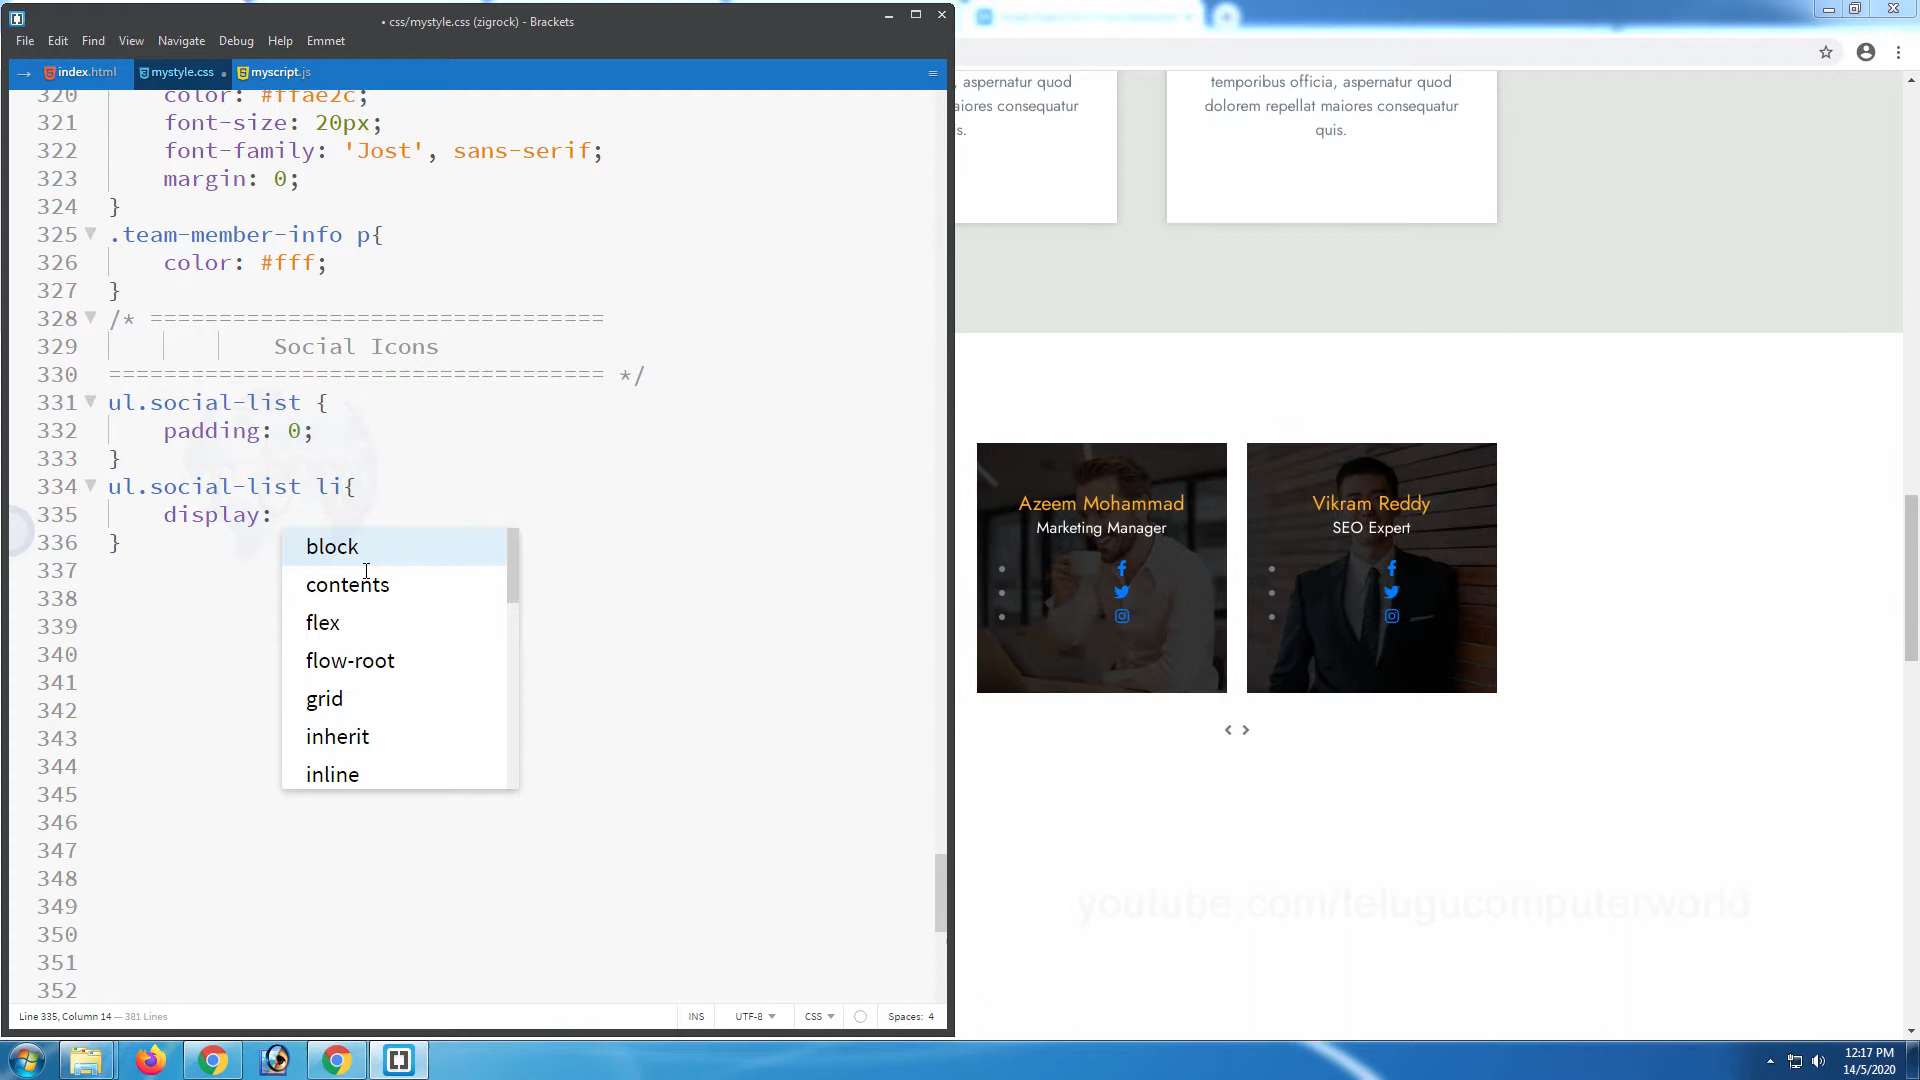 • css/mystyle.css (zigrock) - Brackets
File Edit Find View Navigate Debug Help Emmet
index.html mystyle.css • myscript.js
320 color: #ffae2c;
321 font-size: 20px;
322 font-family: 'Jost', sans-serif;
323 margin: 0;
324 }
325 .team-member-info p{
326 color: #fff;
327 }
328 /* =================================
329 Social Icons
330 ==================================== */
331 ul.social-list {
332 padding: 0;
333 }
334 ul.social-list li{
335 display:
336 }
337
338
339
340
341
342
343
344
345
346
347
348
349
350
351
352
block
contents
flex
flow-root
grid
inherit
inline
Line 335, Column 14 — 381 Lines
INS UTF-8 CSS Spaces: 4
, aspernatur quod
aiores consequatur
s.
temporibus officia, aspernatur quod
dolorem repellat maiores consequatur
quis.
Azeem Mohammad
Marketing Manager
Vikram Reddy
SEO Expert
youtube.com/telugucomputerworld
12:17 PM
14/5/2020